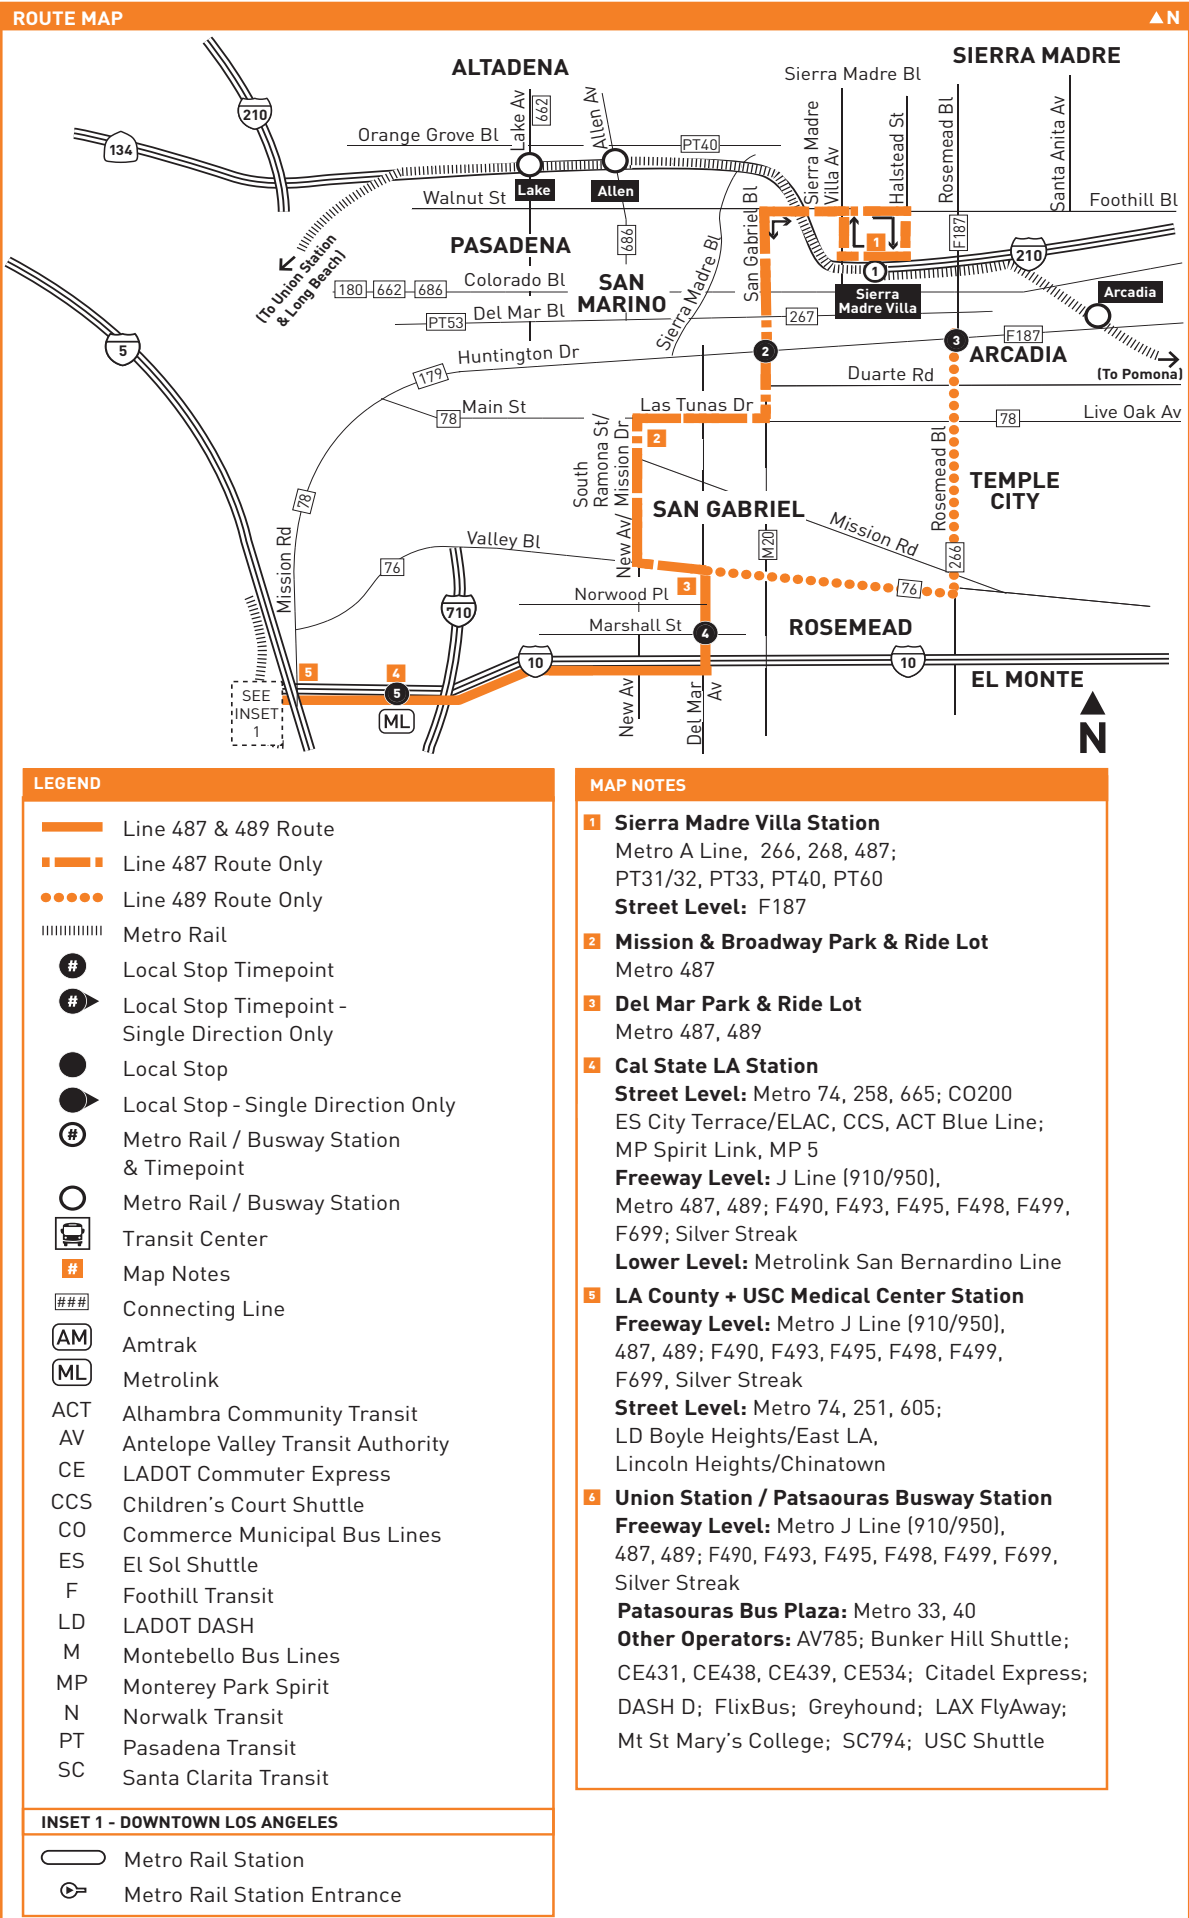 ROUTE MAP
▲N
ALTADENA
SIERRA MADRE
Sierra Madre Bl
210
134
Orange Grove Bl
Lake Av
662
Allen Av
PT40
Sierra Madre
Villa Av
Halstead St
Rosemead Bl
Santa Anita Av
Lake
Allen
Walnut St
Foothill Bl
San Gabriel Bl
F187
686
PASADENA
Sierra Madre Bl
1
210
(To Union Station
& Long Beach)
SAN
MARINO
180
662
686
Colorado Bl
1
Sierra
Madre Villa
Arcadia
PT53
Del Mar Bl
267
5
Huntington Dr
2
3
F187
ARCADIA
(To Pomona)
179
Duarte Rd
Main St
78
Las Tunas Dr
78
Live Oak Av
2
South
Ramona St/
New Av/ Mission Dr
Rosemead Bl
TEMPLE
CITY
78
SAN GABRIEL
Mission Rd
Mission Rd
Valley Bl
M20
266
76
76
3
Norwood Pl
710
Marshall St
4
ROSEMEAD
10
10
5
4
5
ML
EL MONTE
SEE
INSET
1
New Av
Del Mar
Av
N
LEGEND
Line 487 & 489 Route
Line 487 Route Only
Line 489 Route Only
Metro Rail
# Local Stop Timepoint
# Local Stop Timepoint -
Single Direction Only
Local Stop
Local Stop - Single Direction Only
# Metro Rail / Busway Station
& Timepoint
Metro Rail / Busway Station
Transit Center
# Map Notes
### Connecting Line
AM Amtrak
ML Metrolink
ACT Alhambra Community Transit
AV Antelope Valley Transit Authority
CE LADOT Commuter Express
CCS Children's Court Shuttle
CO Commerce Municipal Bus Lines
ES El Sol Shuttle
F Foothill Transit
LD LADOT DASH
M Montebello Bus Lines
MP Monterey Park Spirit
N Norwalk Transit
PT Pasadena Transit
SC Santa Clarita Transit
INSET 1 - DOWNTOWN LOS ANGELES
Metro Rail Station
Metro Rail Station Entrance
MAP NOTES
1 Sierra Madre Villa Station
Metro A Line, 266, 268, 487;
PT31/32, PT33, PT40, PT60
Street Level: F187
2 Mission & Broadway Park & Ride Lot
Metro 487
3 Del Mar Park & Ride Lot
Metro 487, 489
4 Cal State LA Station
Street Level: Metro 74, 258, 665; CO200
ES City Terrace/ELAC, CCS, ACT Blue Line;
MP Spirit Link, MP 5
Freeway Level: J Line (910/950),
Metro 487, 489; F490, F493, F495, F498, F499,
F699; Silver Streak
Lower Level: Metrolink San Bernardino Line
5 LA County + USC Medical Center Station
Freeway Level: Metro J Line (910/950),
487, 489; F490, F493, F495, F498, F499,
F699, Silver Streak
Street Level: Metro 74, 251, 605;
LD Boyle Heights/East LA,
Lincoln Heights/Chinatown
6 Union Station / Patsaouras Busway Station
Freeway Level: Metro J Line (910/950),
487, 489; F490, F493, F495, F498, F499, F699,
Silver Streak
Patasouras Bus Plaza: Metro 33, 40
Other Operators: AV785; Bunker Hill Shuttle;
CE431, CE438, CE439, CE534; Citadel Express;
DASH D; FlixBus; Greyhound; LAX FlyAway;
Mt St Mary's College; SC794; USC Shuttle